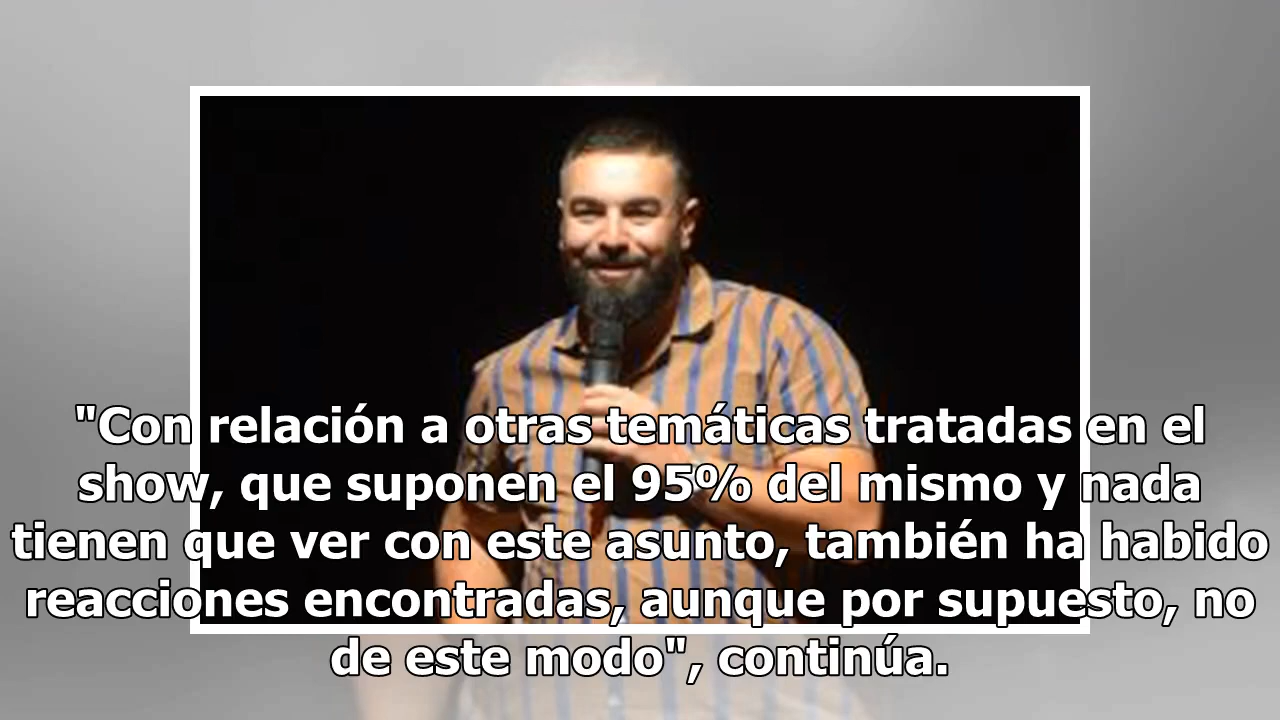 "Con relación a otras temáticas tratadas en el
show, que suponen el 95% del mismo y nada
tienen que ver con este asunto, también ha habido
reacciones encontradas, aunque por supuesto, no
de este modo", continúa.